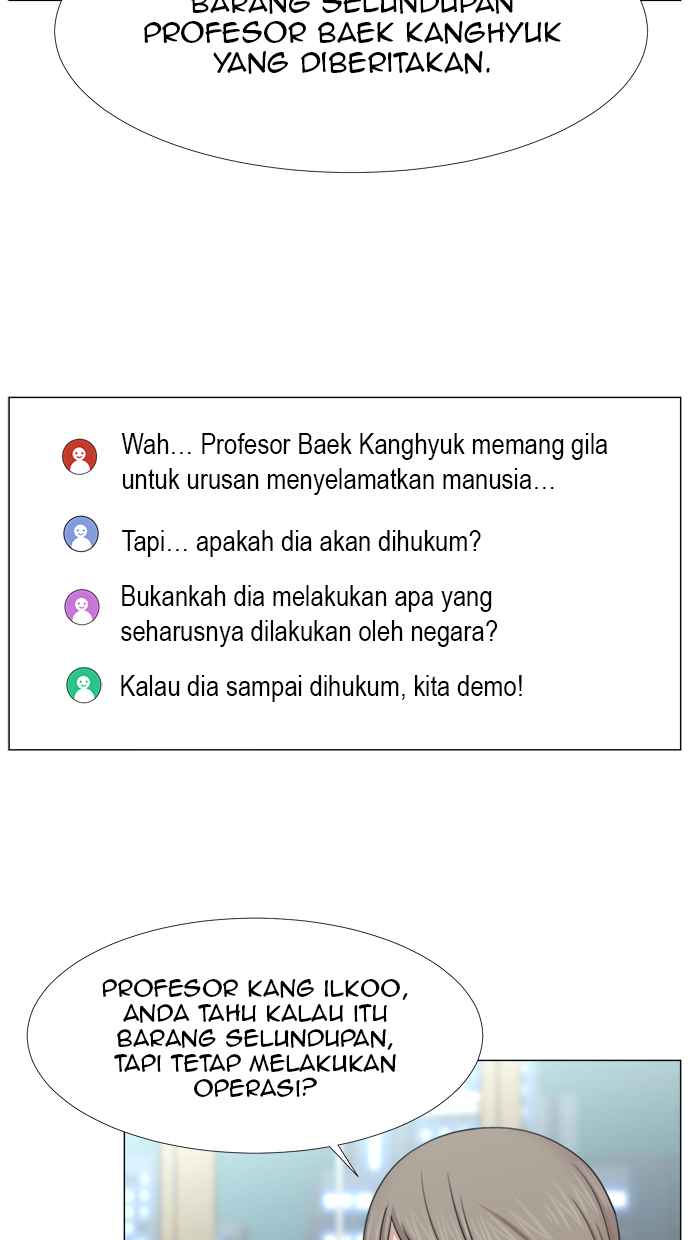 BARANG SELUNDUPAN
PROFESOR BAEK KANGHYUK
YANG DIBERITAKAN.
Wah... Profesor Baek Kanghyuk memang gila
untuk urusan menyelamatkan manusia...
Tapi... apakah dia akan dihukum?
Bukankah dia melakukan apa yang
seharusnya dilakukan oleh negara?
Kalau dia sampai dihukum, kita demo!
PROFESOR KANG ILKOO,
ANDA TAHU KALAU ITU
BARANG SELUNDUPAN,
TAPI TETAP MELAKUKAN
OPERASI?